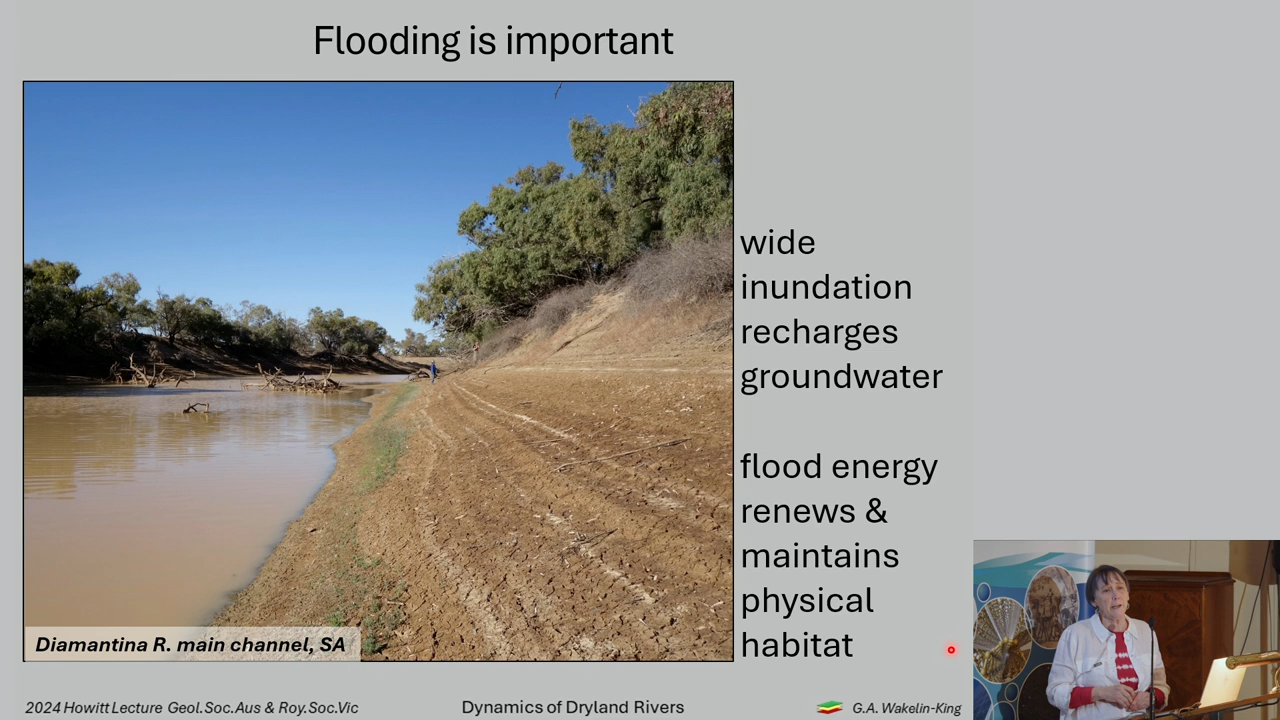 Flooding is important
wide
inundation
recharges
groundwater
flood energy
renews &
maintains
physical
habitat
Diamantina R. main channel, SA
2024 Howitt Lecture Geol.Soc.Aus & Roy.Soc.Vic
Dynamics of Dryland Rivers
G.A. Wakelin-King